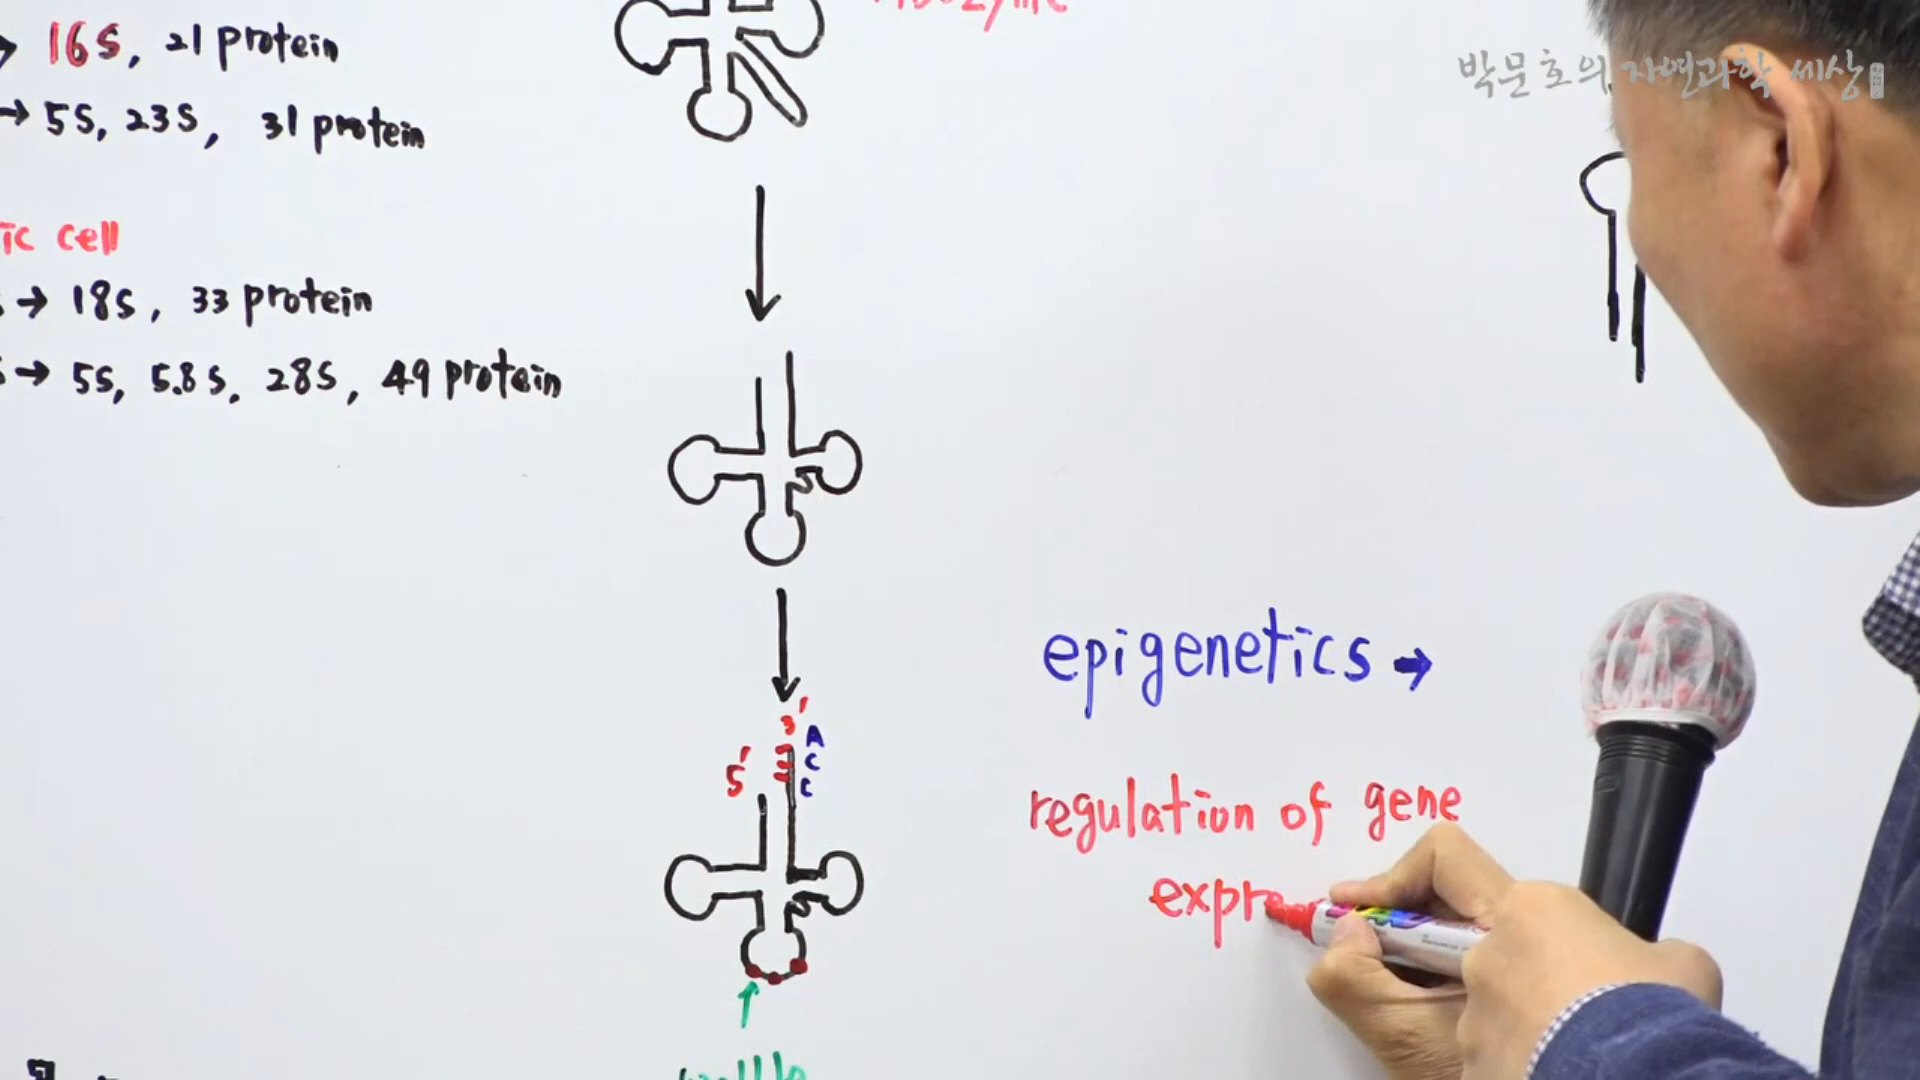 16S, 21 protein
→ 5S, 23S, 31 protein
박문호의 자연과학 세상
ic cell
→ 18S, 33 protein
→ 5S, 5.8S, 28S, 49 protein
epigenetics →
3'
5'
A
C
C
regulation of gene
expre